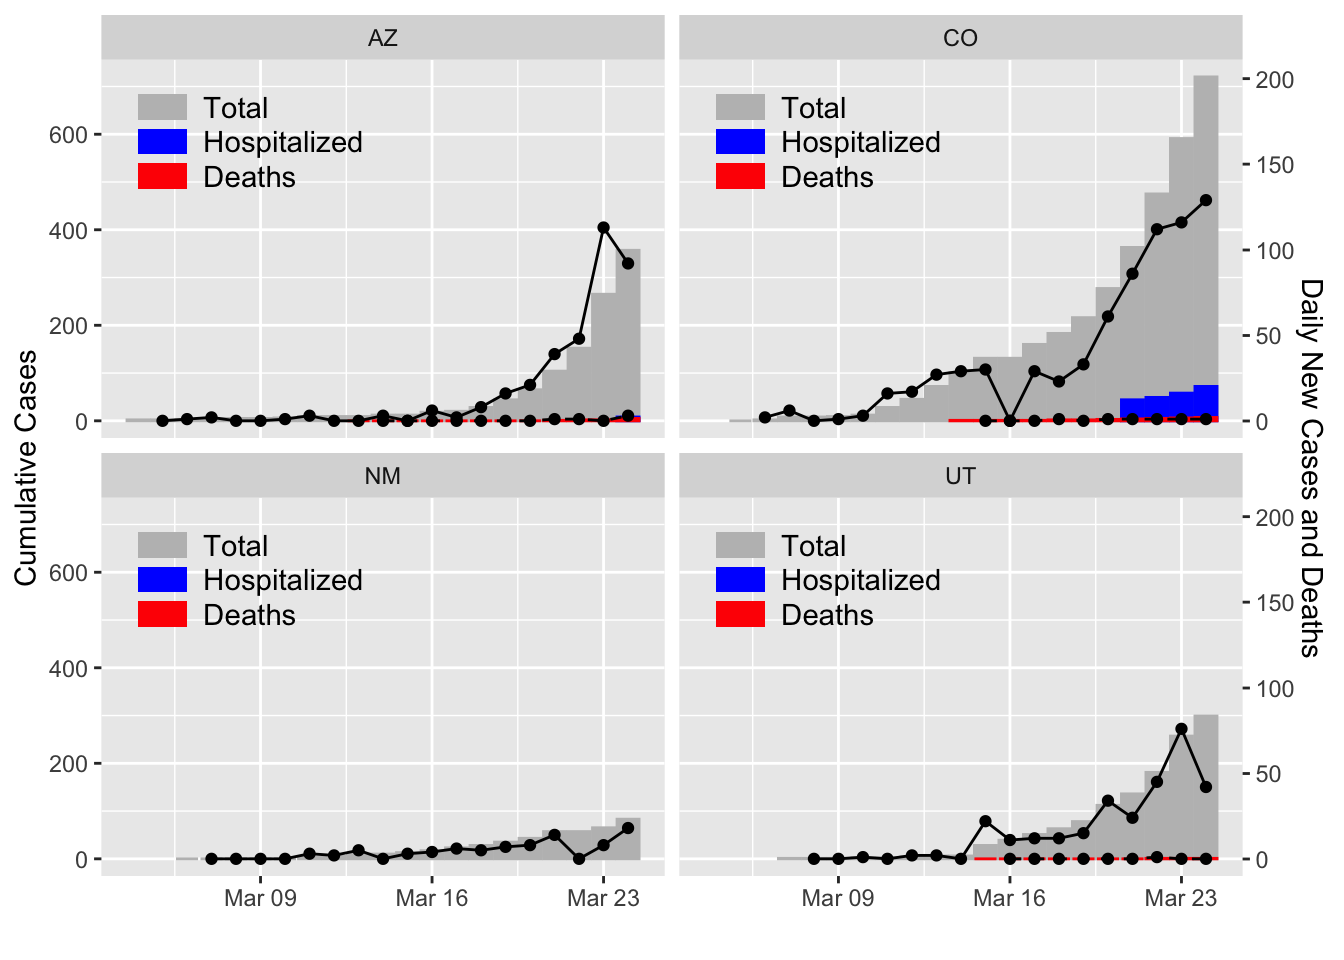 AZ
CO
Total
Hospitalized
Deaths
Total
Hospitalized
Deaths
600
400
200
0
200
150
100
50
0
NM
UT
Total
Hospitalized
Deaths
Total
Hospitalized
Deaths
600
400
200
0
200
150
100
50
0
Mar 09
Mar 16
Mar 23
Mar 09
Mar 16
Mar 23
Cumulative Cases
Daily New Cases and Deaths